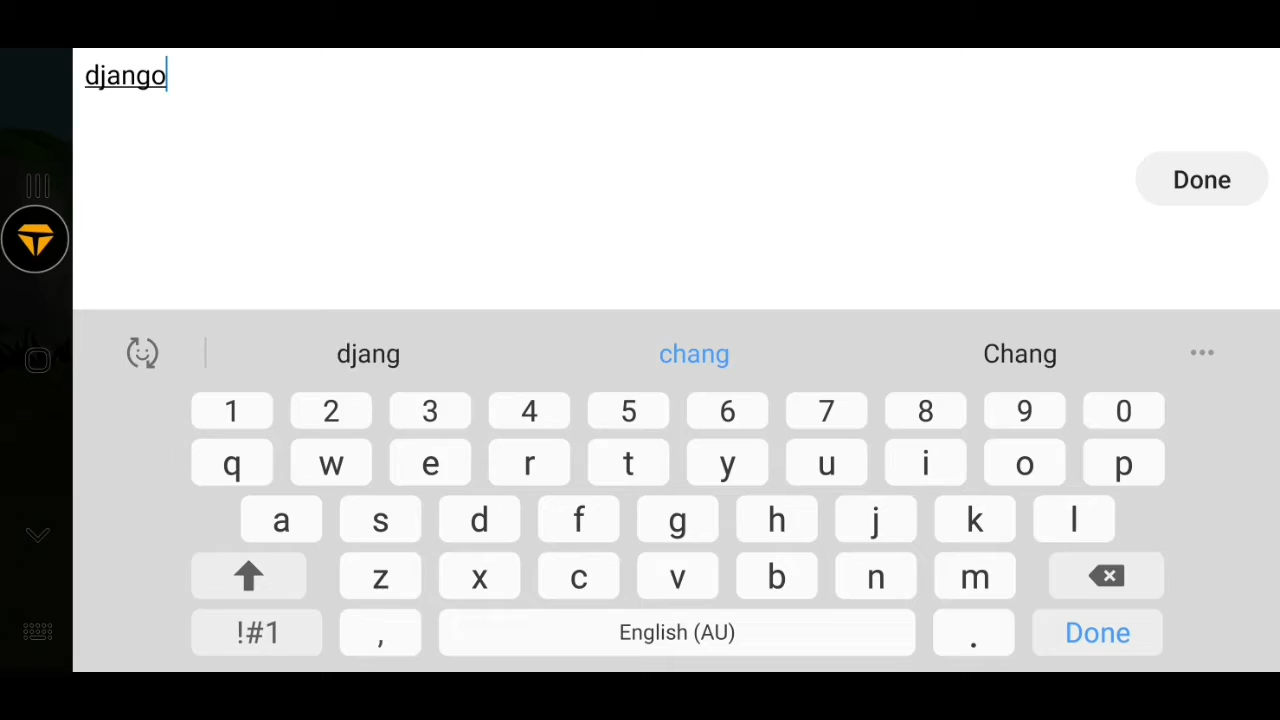 django
Done
djang chang Chang ...
1 2 3 4 5 6 7 8 9 0
q w e r t y u i o p
a s d f g h j k l
z x c v b n m
!#1 , English (AU) . Done